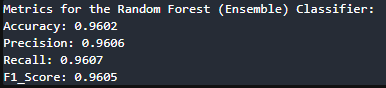 Metrics for the Random Forest (Ensemble) Classifier:
Accuracy: 0.9602
Precision: 0.9606
Recall: 0.9607
F1_Score: 0.9605